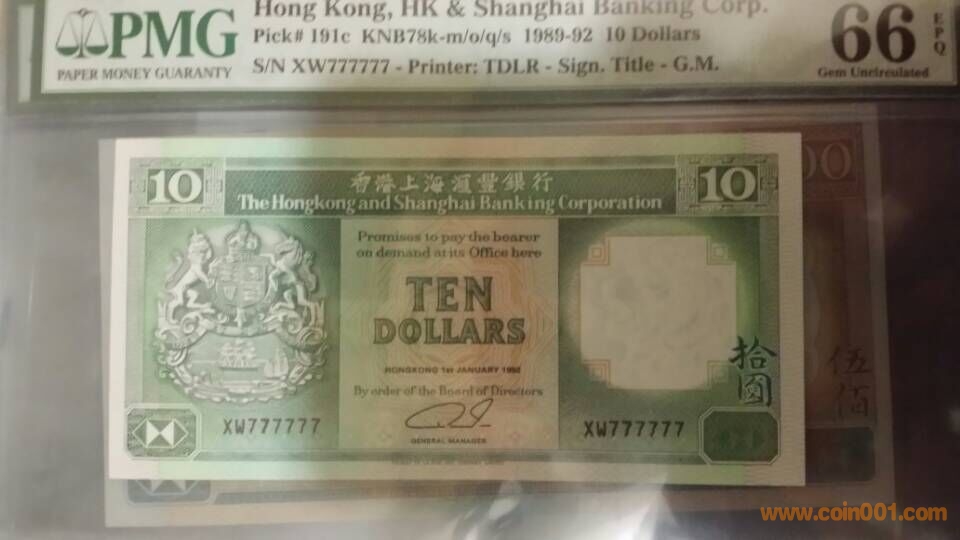 PMG
PAPER MONEY GUARANTY
Hong Kong, HK & Shanghai Banking Corp.
Pick# 191c KNB78k-m/o/q/s 1989-92 10 Dollars
S/N XW777777 - Printer: TDLR - Sign. Title - G.M.
66
EPQ
Gem Uncirculated
10
香港上海滙豐銀行
The Hongkong and Shanghai Banking Corporation
10
00
Promises to pay the bearer
on demand at its Office here
TEN
DOLLARS
HONGKONG 1st JANUARY 1992
By order of the Board of Directors
GENERAL MANAGER
拾圓
伍佰
XW777777
XW777777
www.coin001.com